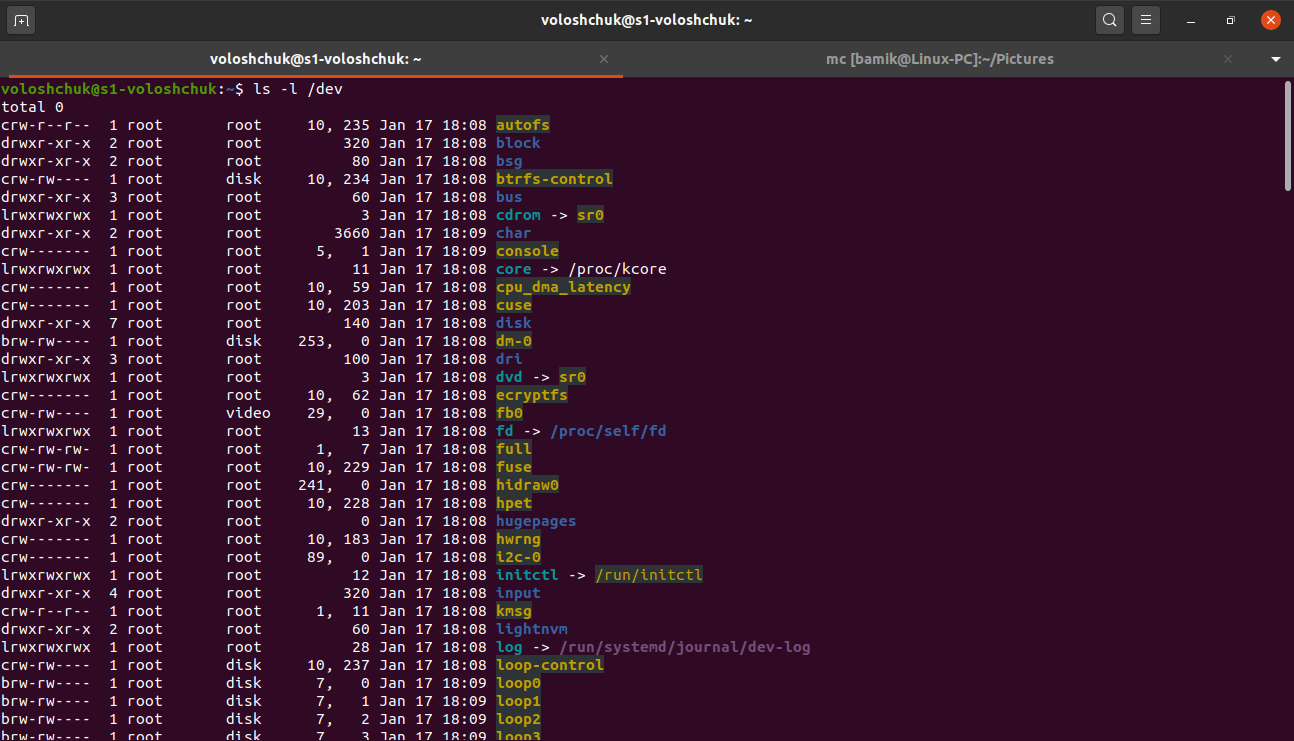 voloshchuk@s1-voloshchuk: ~
voloshchuk@s1-voloshchuk: ~ mc [bamik@Linux-PC]:~/Pictures
voloshchuk@s1-voloshchuk:~$ ls -l /dev
total 0
crw-r--r--  1 root       root     10, 235 Jan 17 18:08 autofs
drwxr-xr-x  2 root       root         320 Jan 17 18:08 block
drwxr-xr-x  2 root       root          80 Jan 17 18:08 bsg
crw-rw----  1 root       disk     10, 234 Jan 17 18:08 btrfs-control
drwxr-xr-x  3 root       root          60 Jan 17 18:08 bus
lrwxrwxrwx  1 root       root           3 Jan 17 18:08 cdrom -> sr0
drwxr-xr-x  2 root       root        3660 Jan 17 18:09 char
crw-------  1 root       root      5,   1 Jan 17 18:09 console
lrwxrwxrwx  1 root       root          11 Jan 17 18:08 core -> /proc/kcore
crw-------  1 root       root     10,  59 Jan 17 18:08 cpu_dma_latency
crw-------  1 root       root     10, 203 Jan 17 18:08 cuse
drwxr-xr-x  7 root       root         140 Jan 17 18:08 disk
brw-rw----  1 root       disk    253,   0 Jan 17 18:08 dm-0
drwxr-xr-x  3 root       root         100 Jan 17 18:08 dri
lrwxrwxrwx  1 root       root           3 Jan 17 18:08 dvd -> sr0
crw-------  1 root       root     10,  62 Jan 17 18:08 ecryptfs
crw-rw----  1 root       video    29,   0 Jan 17 18:08 fb0
lrwxrwxrwx  1 root       root          13 Jan 17 18:08 fd -> /proc/self/fd
crw-rw-rw-  1 root       root      1,   7 Jan 17 18:08 full
crw-rw-rw-  1 root       root     10, 229 Jan 17 18:08 fuse
crw-------  1 root       root    241,   0 Jan 17 18:08 hidraw0
crw-------  1 root       root     10, 228 Jan 17 18:08 hpet
drwxr-xr-x  2 root       root           0 Jan 17 18:08 hugepages
crw-------  1 root       root     10, 183 Jan 17 18:08 hwrng
crw-------  1 root       root     89,   0 Jan 17 18:08 i2c-0
lrwxrwxrwx  1 root       root          12 Jan 17 18:08 initctl -> /run/initctl
drwxr-xr-x  4 root       root         320 Jan 17 18:08 input
crw-r--r--  1 root       root      1,  11 Jan 17 18:08 kmsg
drwxr-xr-x  2 root       root          60 Jan 17 18:08 lightnvm
lrwxrwxrwx  1 root       root          28 Jan 17 18:08 log -> /run/systemd/journal/dev-log
crw-rw----  1 root       disk     10, 237 Jan 17 18:08 loop-control
brw-rw----  1 root       disk      7,   0 Jan 17 18:09 loop0
brw-rw----  1 root       disk      7,   1 Jan 17 18:09 loop1
brw-rw----  1 root       disk      7,   2 Jan 17 18:09 loop2
brw-rw----  1 root       disk      7,   3 Jan 17 18:09 loop3